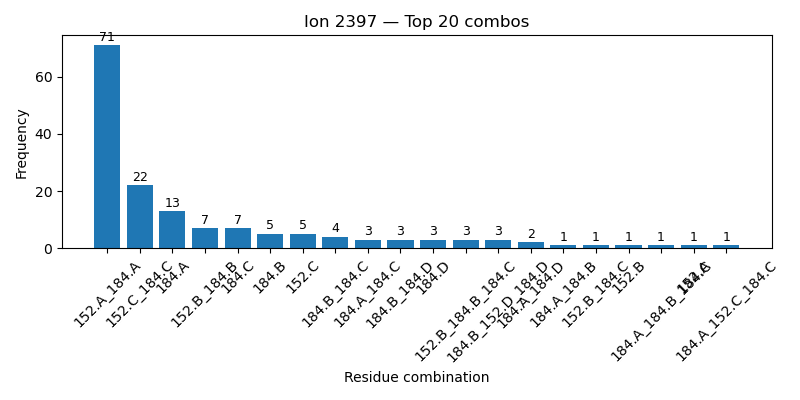 Ion 2397 — Top 20 combos
Frequency
60
40
20
0
71
22
13
7
7
5
5
4
3
3
3
3
3
2
1
1
1
1
1
1
152.A_184.A
152.C_184.C
184.A
152.B_184.B
184.C
184.B
152.C
184.B_184.C
184.A_184.C
184.B_184.D
184.D
152.B_184.B_184.C
184.B_152.D_184.D
184.A_184.D
184.A_184.B
152.B_184.C
152.B
184.A_184.B_184.C
152.A
184.A_152.C_184.C
Residue combination